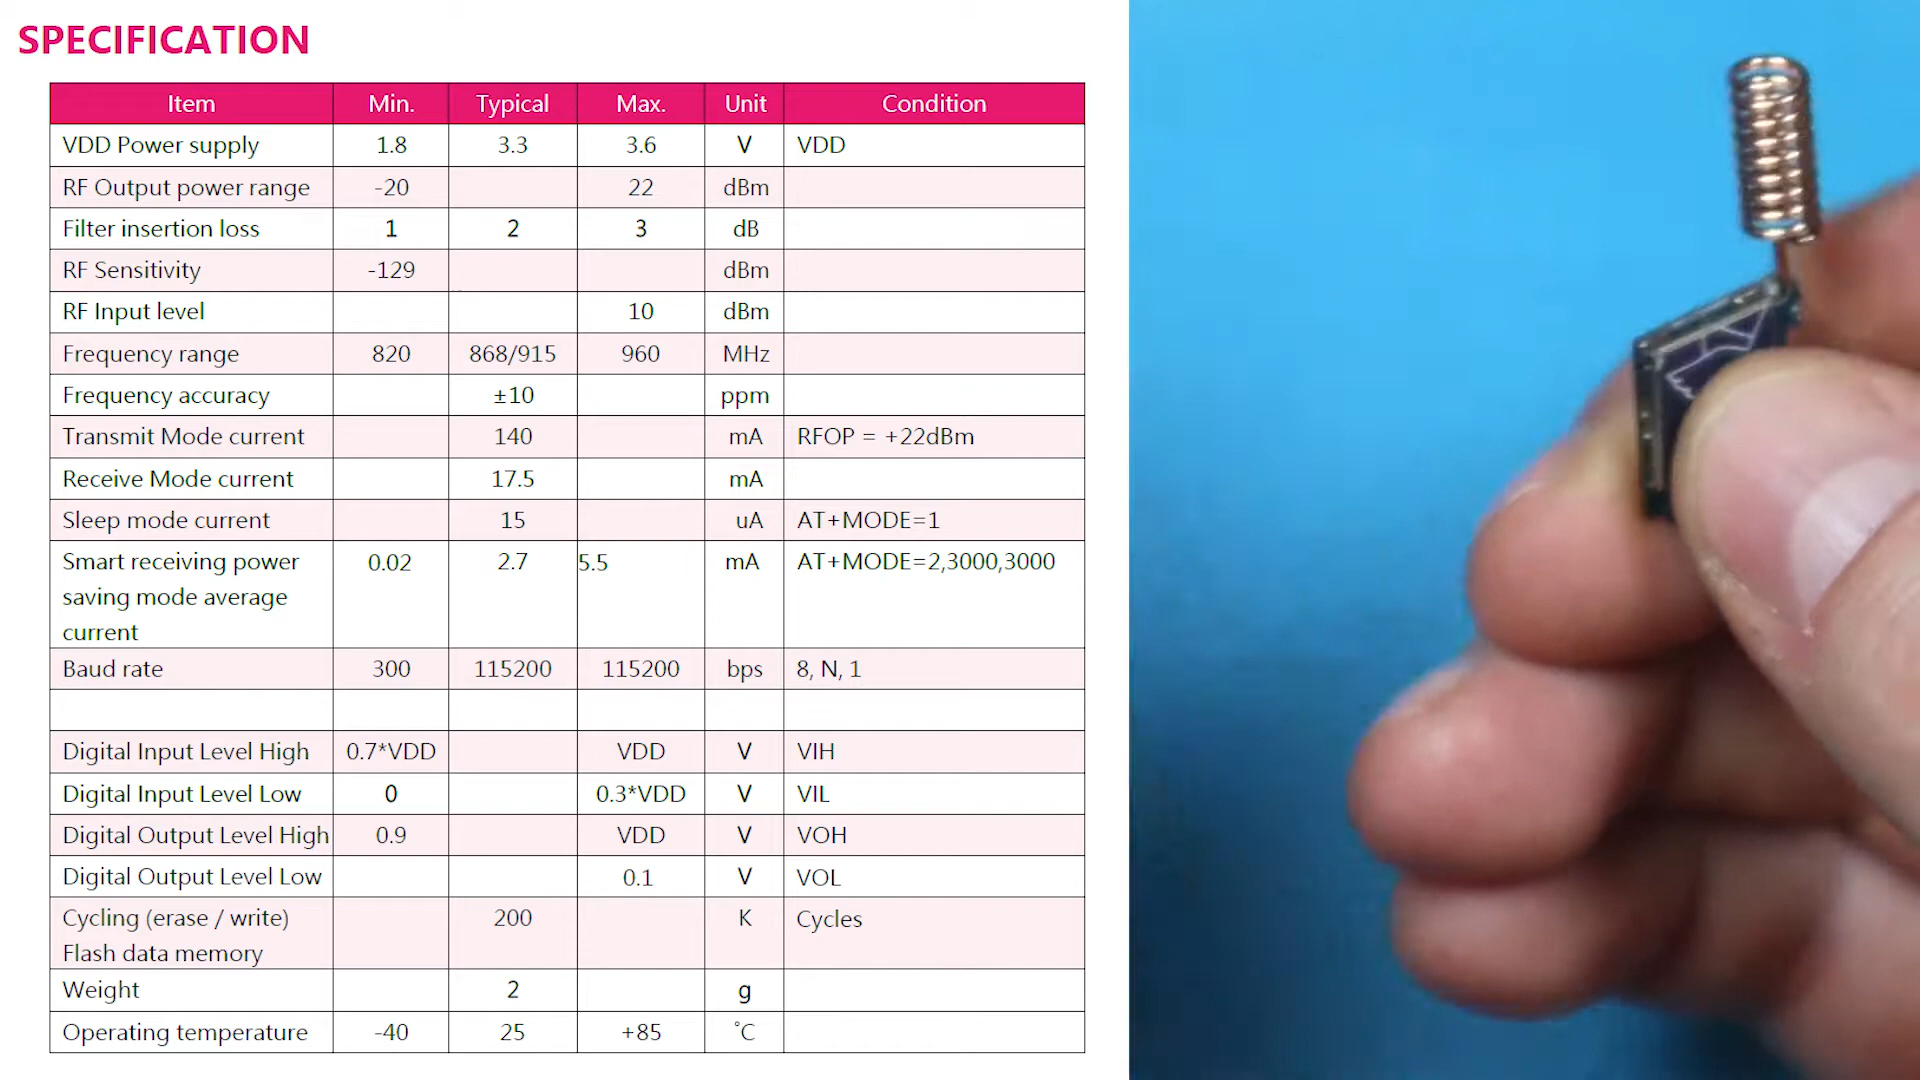 SPECIFICATION
Item Min. Typical Max. Unit Condition
VDD Power supply 1.8 3.3 3.6 V VDD
RF Output power range -20 22 dBm
Filter insertion loss 1 2 3 dB
RF Sensitivity -129 dBm
RF Input level 10 dBm
Frequency range 820 868/915 960 MHz
Frequency accuracy ±10 ppm
Transmit Mode current 140 mA RFOP = +22dBm
Receive Mode current 17.5 mA
Sleep mode current 15 uA AT+MODE=1
Smart receiving power 0.02 2.7 5.5 mA AT+MODE=2,3000,3000
saving mode average
current
Baud rate 300 115200 115200 bps 8, N, 1
Digital Input Level High 0.7*VDD VDD V VIH
Digital Input Level Low 0 0.3*VDD V VIL
Digital Output Level High 0.9 VDD V VOH
Digital Output Level Low 0.1 V VOL
Cycling (erase / write) 200 K Cycles
Flash data memory
Weight 2 g
Operating temperature -40 25 +85 ˚C